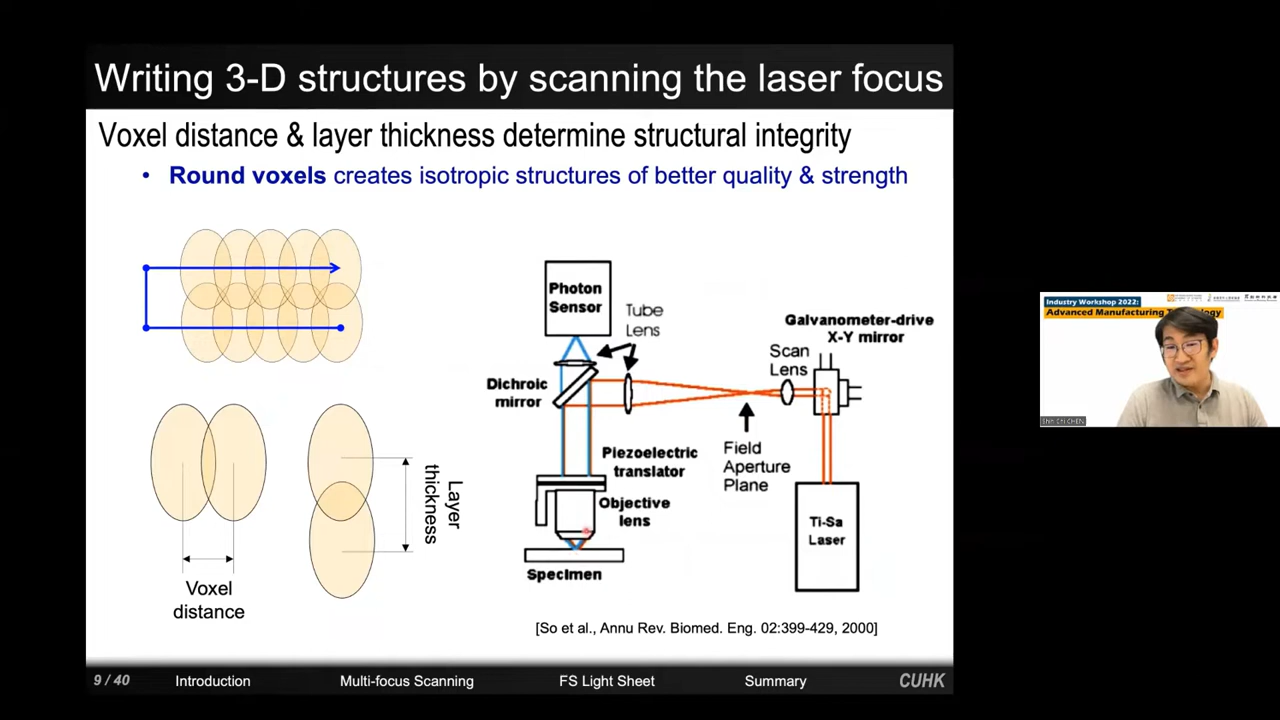 Writing 3-D structures by scanning the laser focus
Voxel distance & layer thickness determine structural integrity
• Round voxels creates isotropic structures of better quality & strength
Voxel
distance
Layer
thickness
Photon
Sensor
Tube
Lens
Dichroic
mirror
Galvanometer-drive
X-Y mirror
Scan
Lens
Piezoelectric
translator
Field
Aperture
Plane
Objective
lens
Ti-Sa
Laser
Specimen
[So et al., Annu Rev. Biomed. Eng. 02:399-429, 2000]
9 / 40
Introduction
Multi-focus Scanning
FS Light Sheet
Summary
CUHK
Industry Workshop 2022:
Advanced Manufacturing